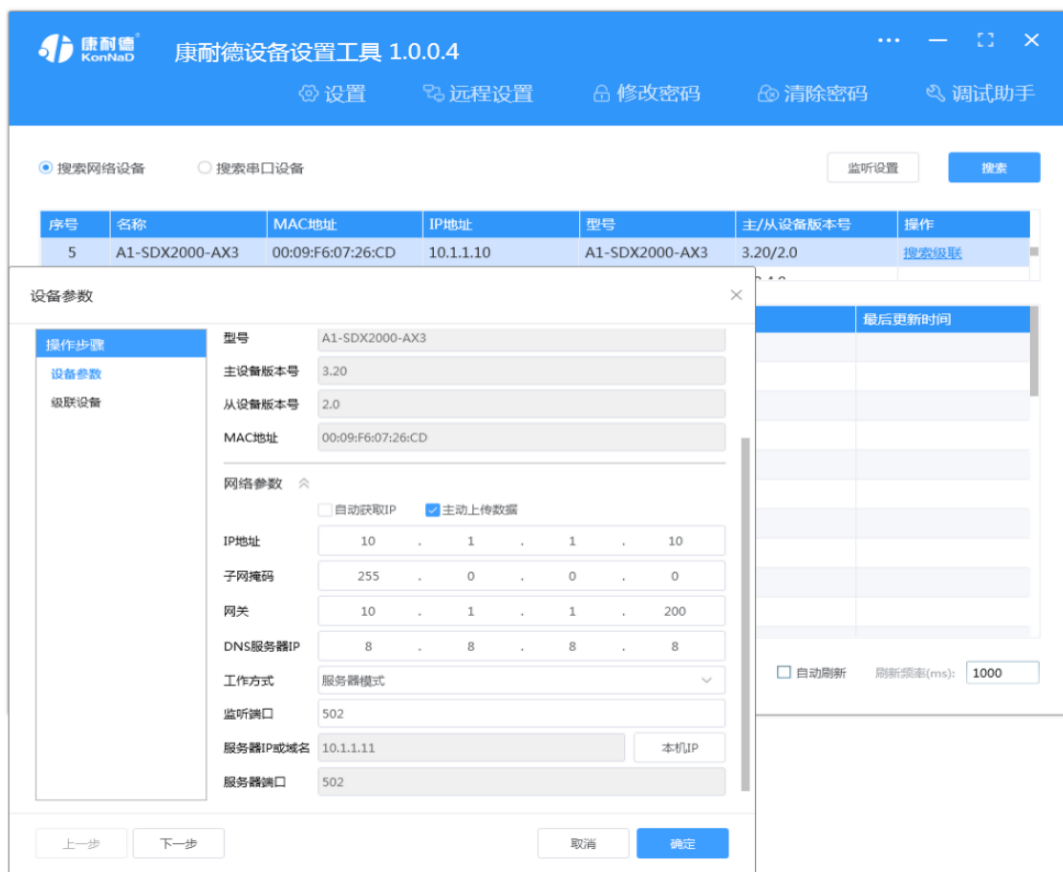 康耐德
KonNaD
康耐德设备设置工具 1.0.0.4
设置 远程设置 修改密码 清除密码 调试助手
搜索网络设备 搜索串口设备 监听设置 搜索
序号 名称 MAC地址 IP地址 型号 主/从设备版本号 操作
5 A1-SDX2000-AX3 00:09:F6:07:26:CD 10.1.1.10 A1-SDX2000-AX3 3.20/2.0 搜索级联
设备参数
最后更新时间
操作步骤
设备参数
级联设备
型号 A1-SDX2000-AX3
主设备版本号 3.20
从设备版本号 2.0
MAC地址 00:09:F6:07:26:CD
网络参数
自动获取IP 主动上传数据
IP地址 10 . 1 . 1 . 10
子网掩码 255 . 0 . 0 . 0
网关 10 . 1 . 1 . 200
DNS服务器IP 8 . 8 . 8 . 8
工作方式 服务器模式
监听端口 502
服务器IP或域名 10.1.1.11 本机IP
服务器端口 502
自动刷新 刷新频率(ms): 1000
上一步 下一步 取消 确定